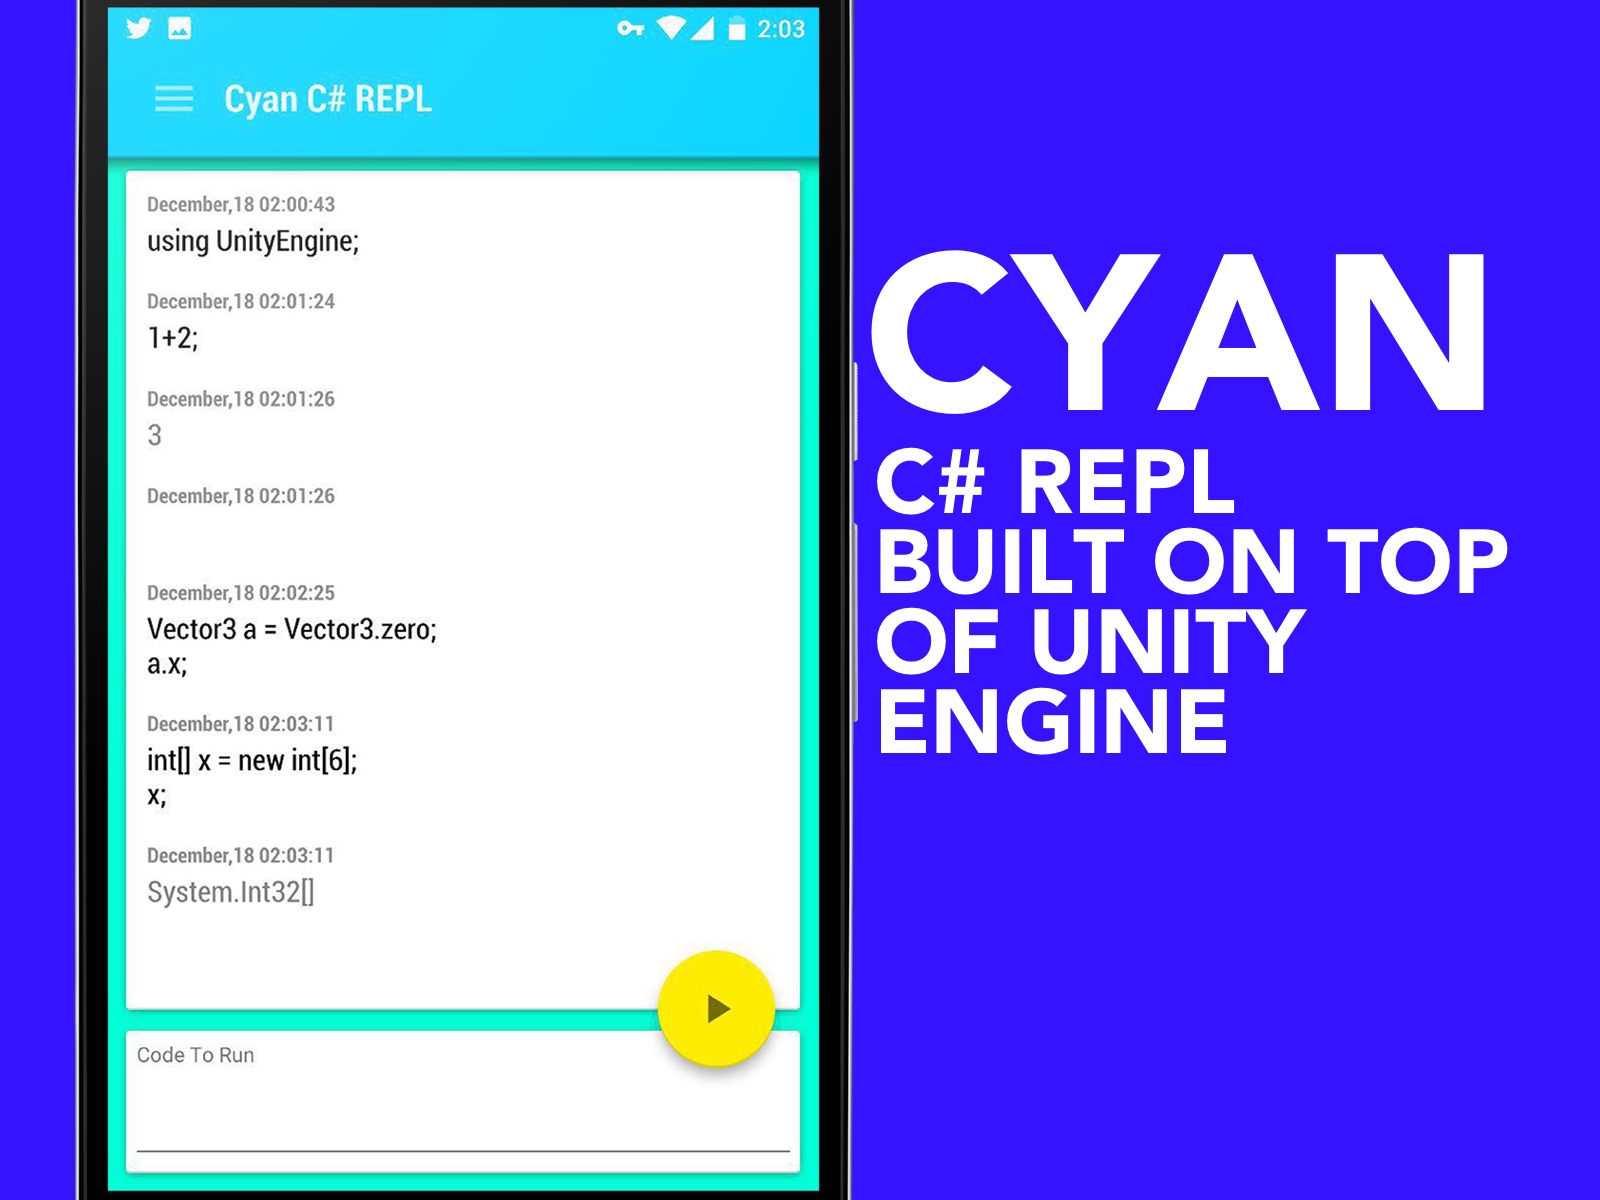 2:03
Cyan C# REPL
December,18 02:00:43
using UnityEngine;
December,18 02:01:24
1+2;
December,18 02:01:26
3
December,18 02:01:26
December,18 02:02:25
Vector3 a = Vector3.zero;
a.x;
December,18 02:03:11
int[] x = new int[6];
x;
December,18 02:03:11
System.Int32[]
Code To Run
CYAN
C# REPL
BUILT ON TOP
OF UNITY
ENGINE